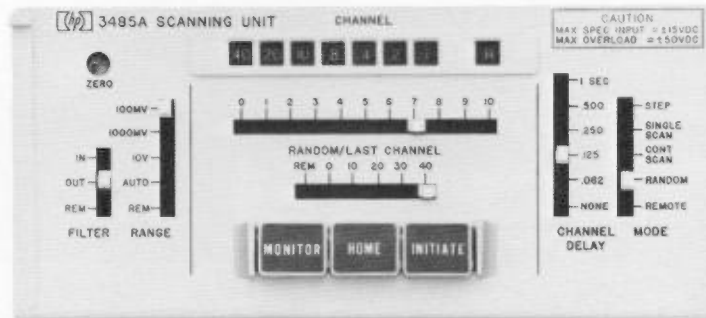 hp 3495A SCANNING UNIT
CHANNEL
40 20 10 8 4 2 1 H
CAUTION
MAX SPEC INPUT = ±15VDC
MAX OVERLOAD = ±50VDC
ZERO
100MV
1000MV
10V
AUTO
REM
RANGE
IN
OUT
REM
FILTER
0 1 2 3 4 5 6 7 8 9 10
RANDOM/LAST CHANNEL
REM 0 10 20 30 40
MONITOR
HOME
INITIATE
1 SEC
.500
.250
.125
.062
NONE
CHANNEL
DELAY
STEP
SINGLE
SCAN
CONT
SCAN
RANDOM
REMOTE
MODE